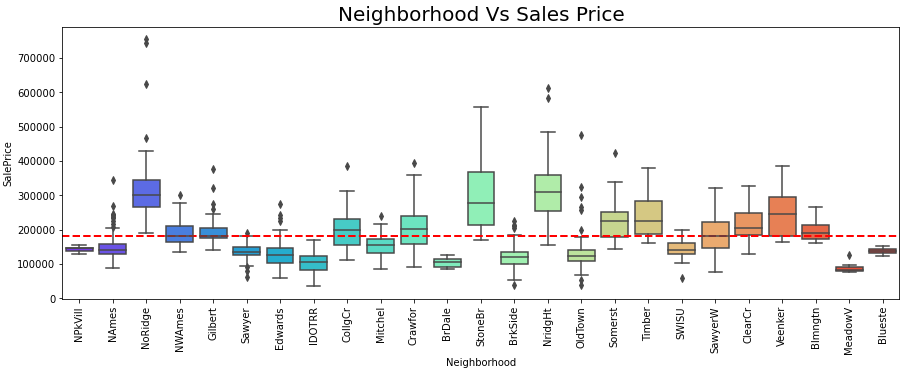 Neighborhood Vs Sales Price
SalePrice
700000
600000
500000
400000
300000
200000
100000
0
NPkVill
NAmes
NoRidge
NWAmes
Gilbert
Sawyer
Edwards
IDOTRR
CollgCr
Mitchel
Crawfor
BrDale
StoneBr
BrkSide
NridgHt
OldTown
Somerst
Timber
SWISU
SawyerW
ClearCr
Veenker
Blmngtn
MeadowV
Blueste
Neighborhood